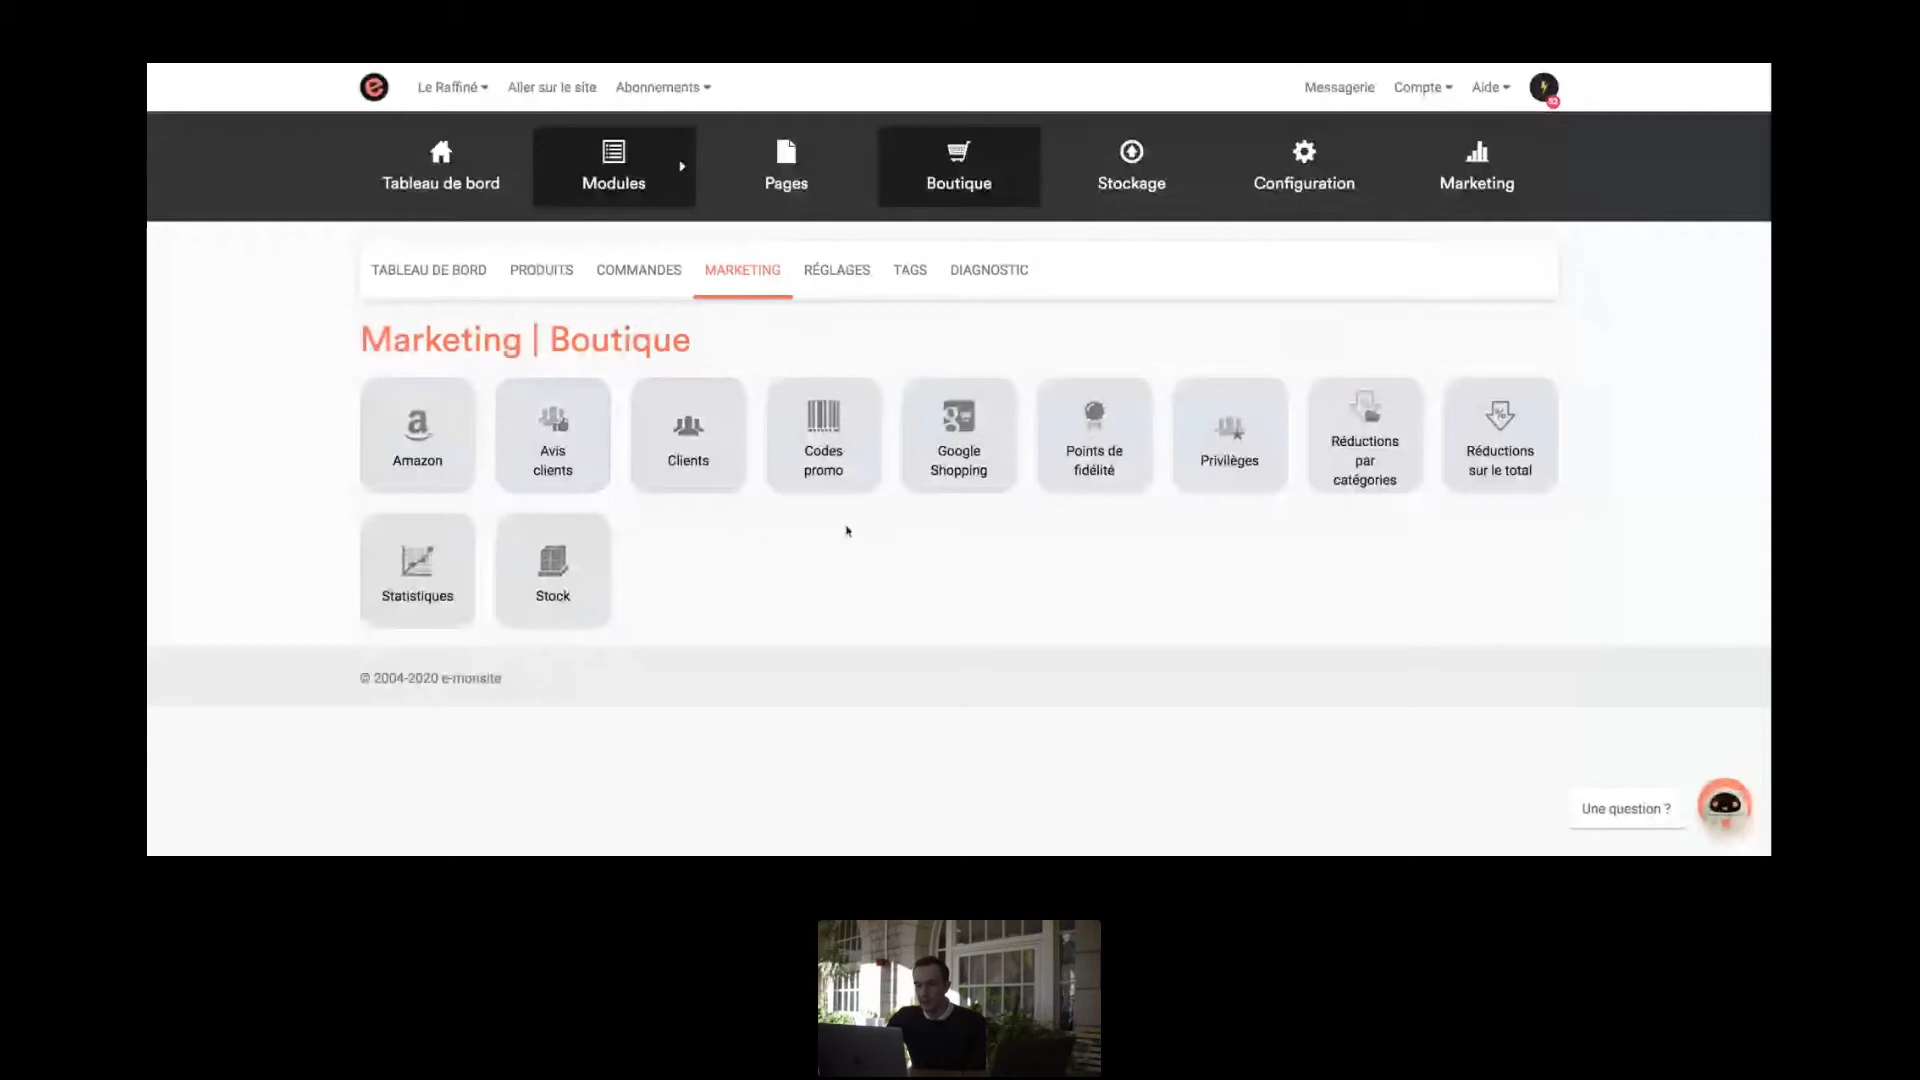 Le Raffiné Aller sur le site Abonnements Messagerie Compte Aide
Tableau de bord Modules Pages Boutique Stockage Configuration Marketing
TABLEAU DE BORD PRODUITS COMMANDES MARKETING RÉGLAGES TAGS DIAGNOSTIC
Marketing | Boutique
Amazon
Avis
clients
Clients
Codes
promo
Google
Shopping
Points de
fidélité
Privilèges
Réductions
par
catégories
Réductions
sur le total
Statistiques
Stock
© 2004-2020 e-monsite
Une question ?